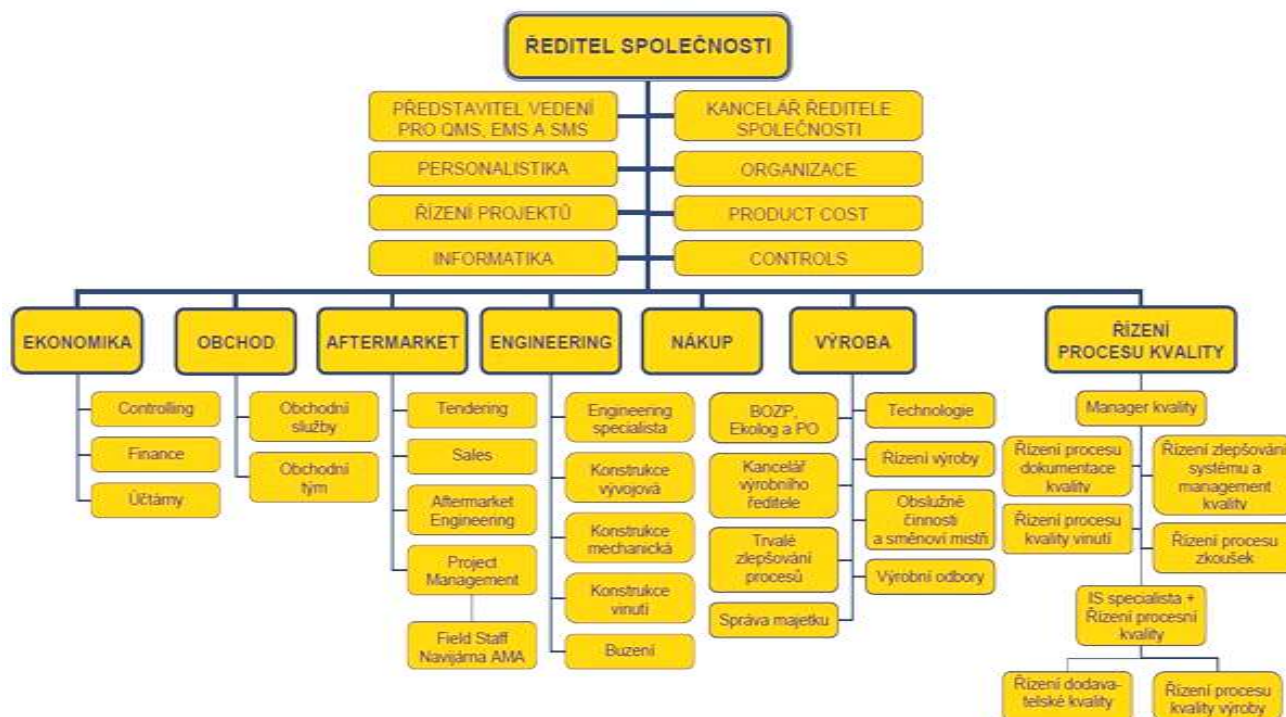 ŘEDITEL SPOLEČNOSTI
PŘEDSTAVITEL VEDENÍ
PRO QMS, EMS A SMS
KANCELÁŘ ŘEDITELE
SPOLEČNOSTI
PERSONALISTIKA
ORGANIZACE
ŘÍZENÍ PROJEKTŮ
PRODUCT COST
INFORMATIKA
CONTROLS
EKONOMIKA
OBCHOD
AFTERMARKET
ENGINEERING
NÁKUP
VÝROBA
ŘÍZENÍ
PROCESU KVALITY
Controlling
Finance
Účtárny
Obchodní
služby
Obchodní
tým
Tendering
Sales
Aftermarket
Engineering
Project
Management
Field Staff
Navijárna AMA
Engineering
specialista
Konstrukce
vývojová
Konstrukce
mechanická
Konstrukce
vinutí
Buzení
BOZP,
Ekolog a PO
Kancelář
výrobního
ředitele
Trvalé
zlepšování
procesů
Správa majetku
Technologie
Řízení výroby
Obslužné
činnosti
a směnoví mistři
Výrobní odbory
Manager kvality
Řízení procesu
dokumentace
kvality
Řízení zlepšování
systému a
management
kvality
Řízení procesu
kvality vinutí
Řízení procesu
zkoušek
IS specialista +
Řízení procesní
kvality
Řízení dodava-
telské kvality
Řízení procesu
kvality výroby